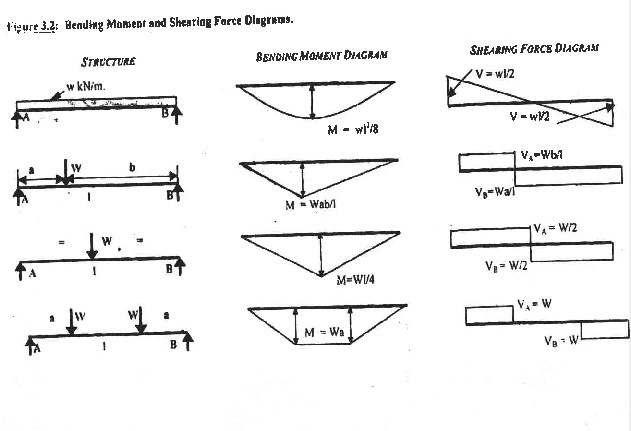 Figure 3.2: Bending Moment and Shearing Force Diagrams.
STRUCTURE
BENDING MOMENT DIAGRAM
SHEARING FORCE DIAGRAM
w kN/m.
A
B
M = wl²/8
V = wl/2
V = wl/2
a
W
b
A
l
B
M = Wab/l
V_A=Wb/l
V_B=Wa/l
=
W
=
A
l
B
M=Wl/4
V_A = W/2
V_B = W/2
a
W
W
a
A
l
B
M = Wa
V_A = W
V_B = W